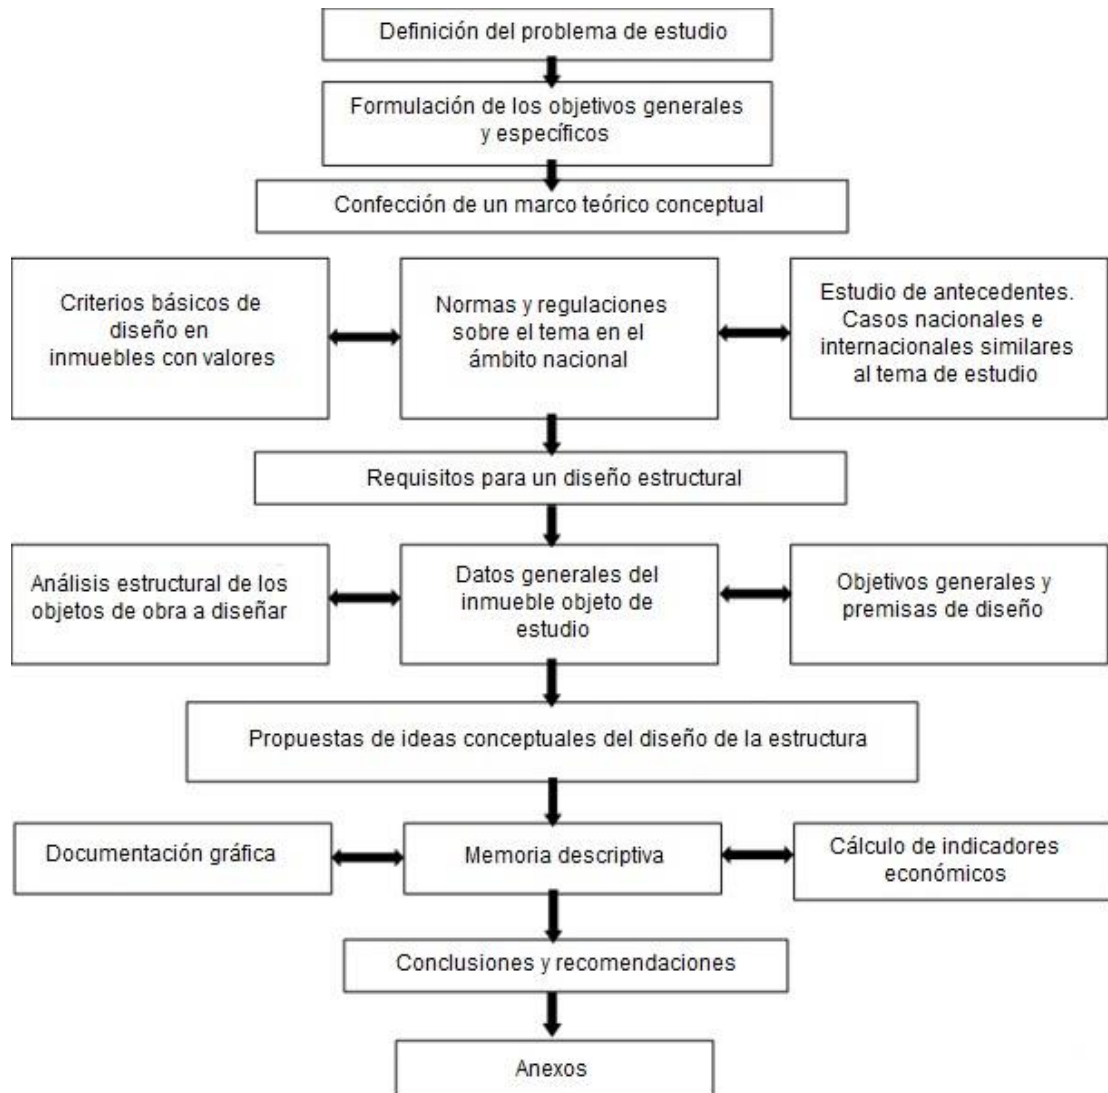 Definición del problema de estudio
Formulación de los objetivos generales
y específicos
Confección de un marco teórico conceptual
Criterios básicos de
diseño en
inmuebles con valores
Normas y regulaciones
sobre el tema en el
ámbito nacional
Estudio de antecedentes.
Casos nacionales e
internacionales similares
al tema de estudio
Requisitos para un diseño estructural
Análisis estructural de los
objetos de obra a diseñar
Datos generales del
inmueble objeto de
estudio
Objetivos generales y
premisas de diseño
Propuestas de ideas conceptuales del diseño de la estructura
Documentación gráfica
Memoria descriptiva
Cálculo de indicadores
económicos
Conclusiones y recomendaciones
Anexos